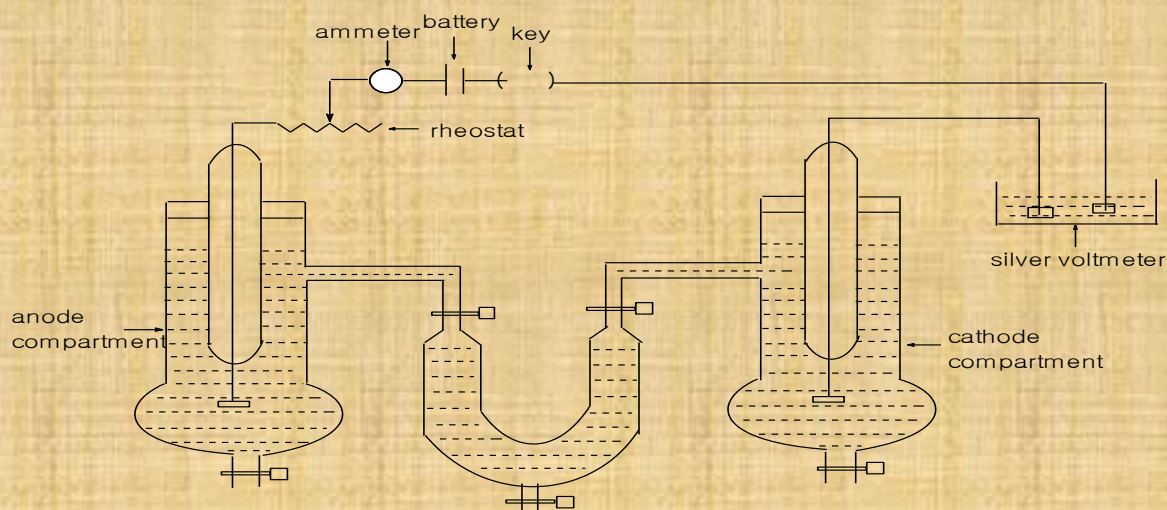 ammeter
battery
key
rheostat
silver voltmeter
anode
compartment
cathode
compartment